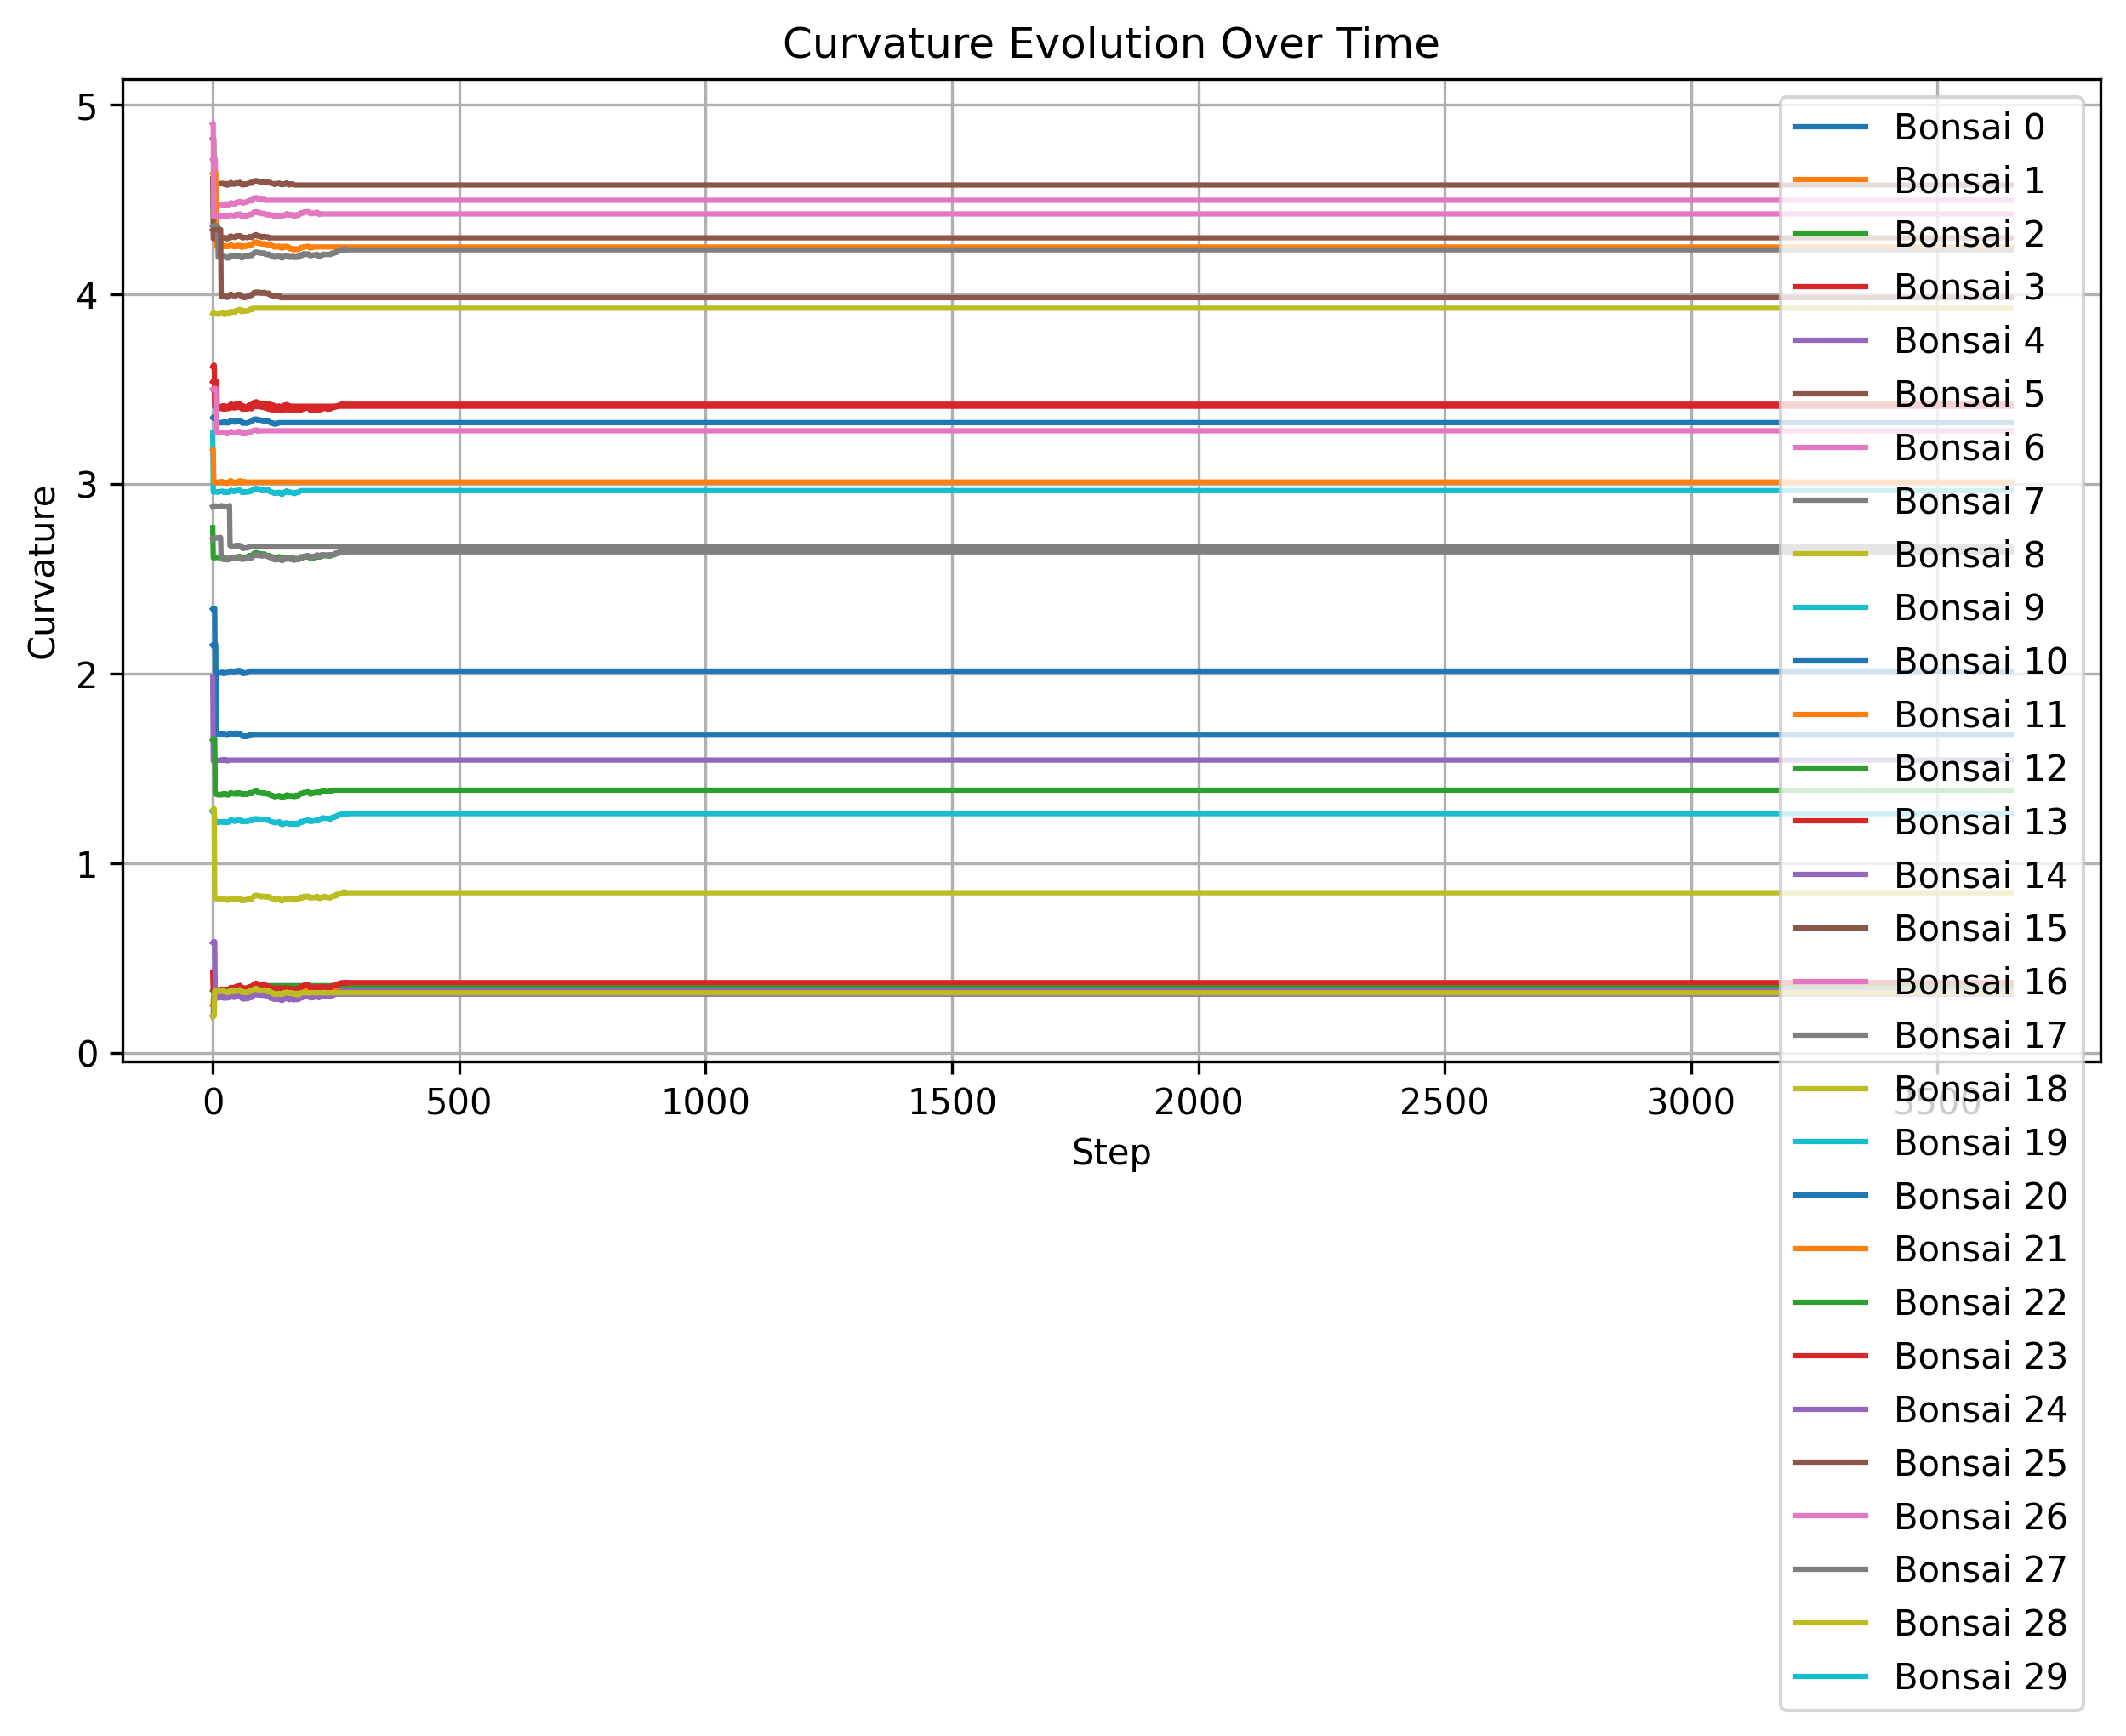 Curvature Evolution Over Time
Curvature
5
4
3
2
1
0
0
500
1000
1500
2000
2500
3000
3500
Step
Bonsai 0
Bonsai 1
Bonsai 2
Bonsai 3
Bonsai 4
Bonsai 5
Bonsai 6
Bonsai 7
Bonsai 8
Bonsai 9
Bonsai 10
Bonsai 11
Bonsai 12
Bonsai 13
Bonsai 14
Bonsai 15
Bonsai 16
Bonsai 17
Bonsai 18
Bonsai 19
Bonsai 20
Bonsai 21
Bonsai 22
Bonsai 23
Bonsai 24
Bonsai 25
Bonsai 26
Bonsai 27
Bonsai 28
Bonsai 29